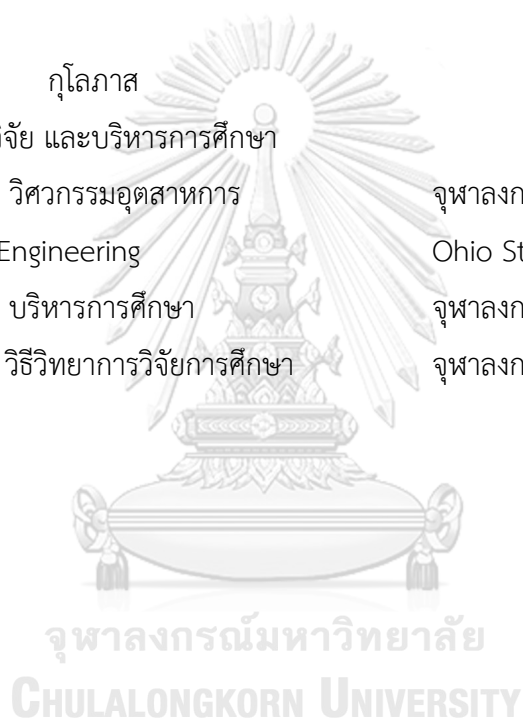 กุโลภาส
วิจัย และบริหารการศึกษา
วิศวกรรมอุตสาหการ จุฬาลงก
Engineering Ohio St
บริหารการศึกษา จุฬาลงก
วิธีวิทยาการวิจัยการศึกษา จุฬาลงก
จุฬาลงกรณ์มหาวิทยาลัย
CHULALONGKORN UNIVERSITY